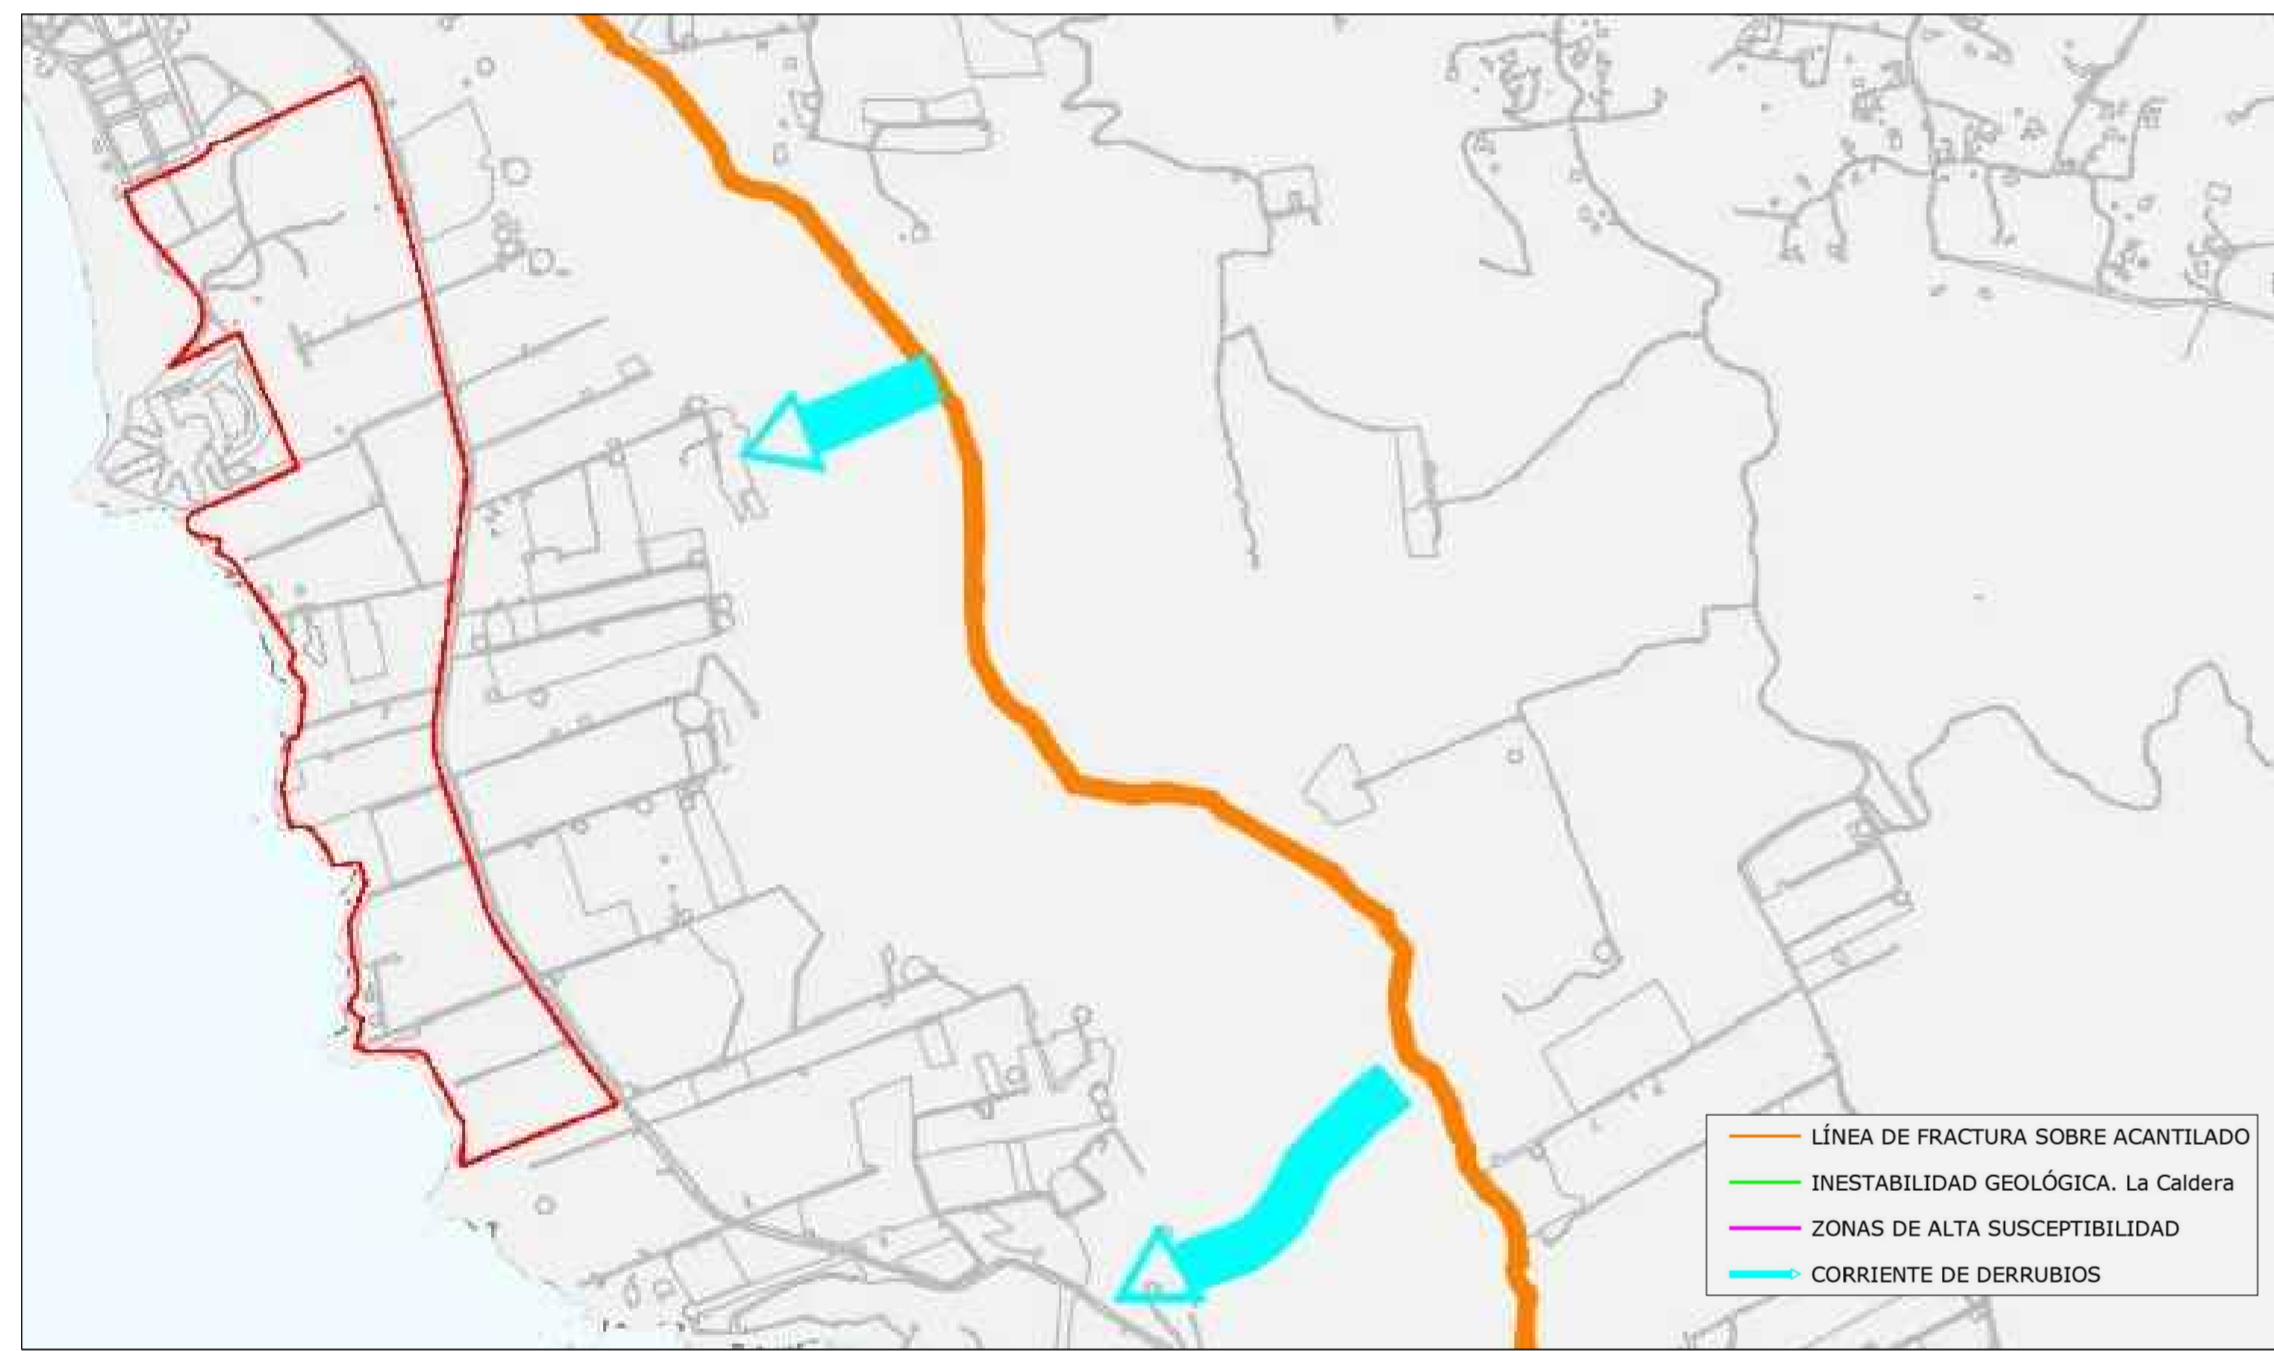 LÍNEA DE FRACTURA SOBRE ACANTILADO
INESTABILIDAD GEOLÓGICA. La Caldera
ZONAS DE ALTA SUSCEPTIBILIDAD
CORRIENTE DE DERRUBIOS